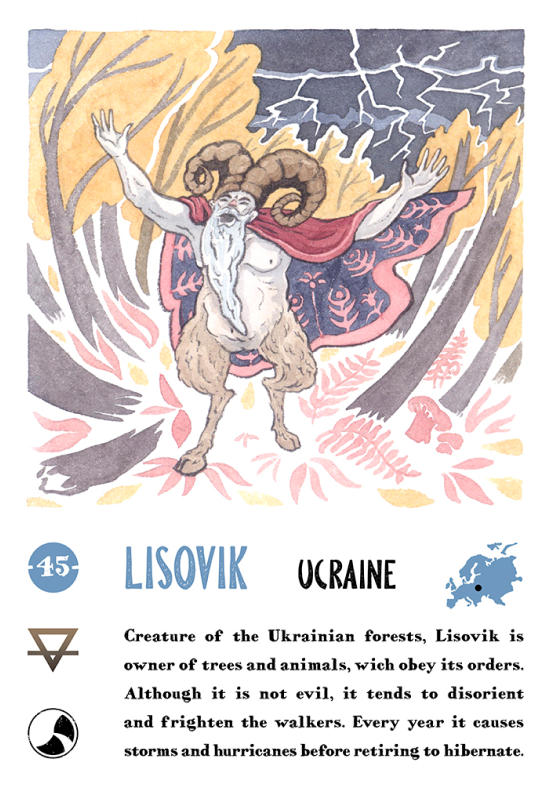 -45-
LISOVIK
UCRAINE
Creature of the Ukrainian forests, Lisovik is
owner of trees and animals, wich obey its orders.
Although it is not evil, it tends to disorient
and frighten the walkers. Every year it causes
storms and hurricanes before retiring to hibernate.